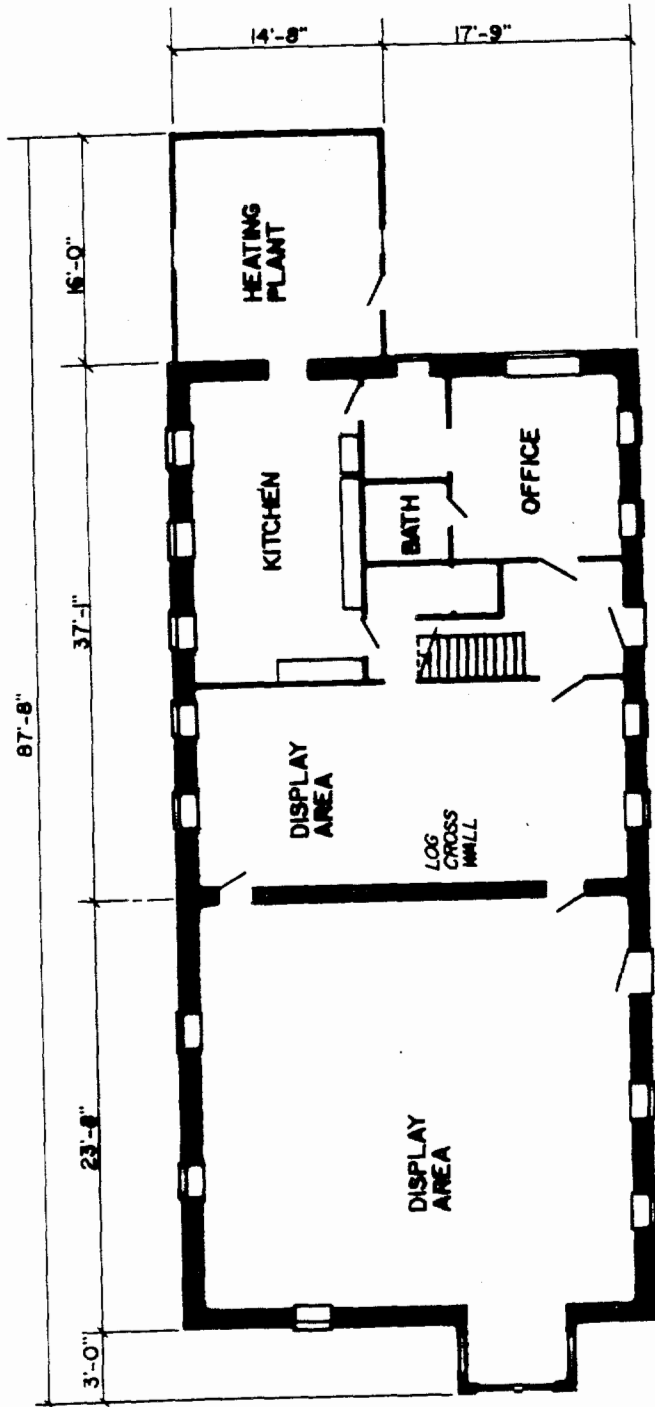 14'-8"
17'-9"
16'-0"
37'-1"
87'-8"
23'-8"
3'-0"
HEATING
PLANT
KITCHEN
BATH
OFFICE
DISPLAY
AREA
LOG
CROSS
WALL
DISPLAY
AREA